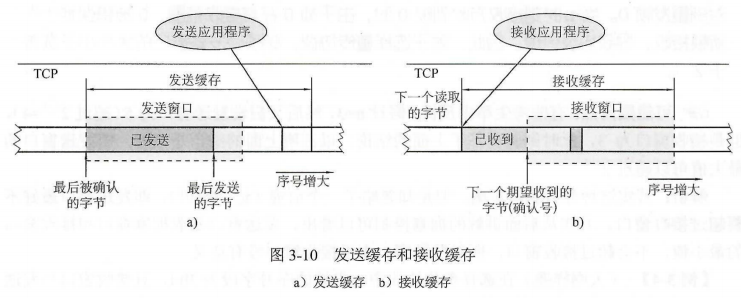 发送应用程序
TCP
发送缓存
发送窗口
已发送
最后被确认
的字节
最后发送
的字节
序号增大
a)
接收应用程序
TCP
下一个读取
的字节
接收缓存
接收窗口
已收到
下一个期望收到的
字节(确认号)
序号增大
b)
图 3-10 发送缓存和接收缓存
a) 发送缓存 b) 接收缓存